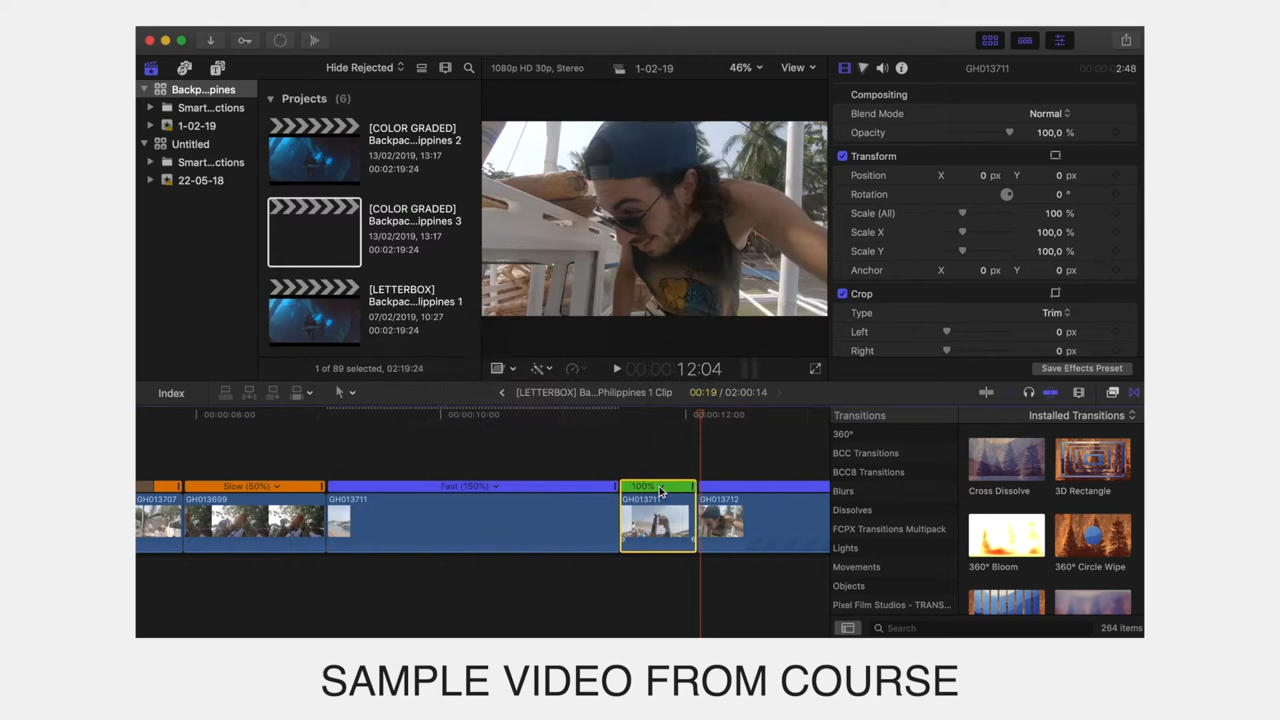 Hide Rejected
1080p HD 30p, Stereo
1-02-19
46%
View
GH013711
00:00:02:48
Backp...pines
Smart...ctions
1-02-19
Untitled
Smart...ctions
22-05-18
Projects (6)
[COLOR GRADED]
Backpac...ippines 2
13/02/2019, 13:17
00:02:19:24
[COLOR GRADED]
Backpac...ippines 3
13/02/2019, 13:17
00:02:19:24
[LETTERBOX]
Backpac...lippines 1
07/02/2019, 10:27
00:02:19:24
1 of 89 selected, 02:19:24
00:00:12:04
Compositing
Blend Mode Normal
Opacity 100,0 %
Transform
Position X 0 px Y 0 px
Rotation 0 °
Scale (All) 100 %
Scale X 100,0 %
Scale Y 100,0 %
Anchor X 0 px Y 0 px
Crop
Type Trim
Left 0 px
Right 0 px
Save Effects Preset
Index
[LETTERBOX] Ba...Philippines 1 Clip
00:19 / 02:00:14
00:00:08:00
00:00:10:00
00:00:12:00
Slow (50%)
Fast (150%)
100%
GH013707
GH013699
GH013711
GH013711
GH013712
Transitions
Installed Transitions
360°
BCC Transitions
BCC8 Transitions
Blurs
Dissolves
FCPX Transitions Multipack
Lights
Movements
Objects
Pixel Film Studios - TRANS...
Cross Dissolve
3D Rectangle
360° Bloom
360° Circle Wipe
Search
264 items
SAMPLE VIDEO FROM COURSE